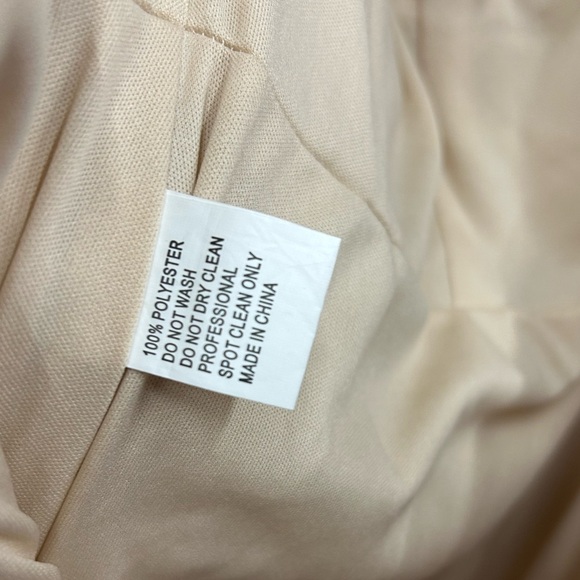 100% POLYESTER
DO NOT WASH
DO NOT DRY CLEAN
PROFESSIONAL
SPOT CLEAN ONLY
MADE IN CHINA